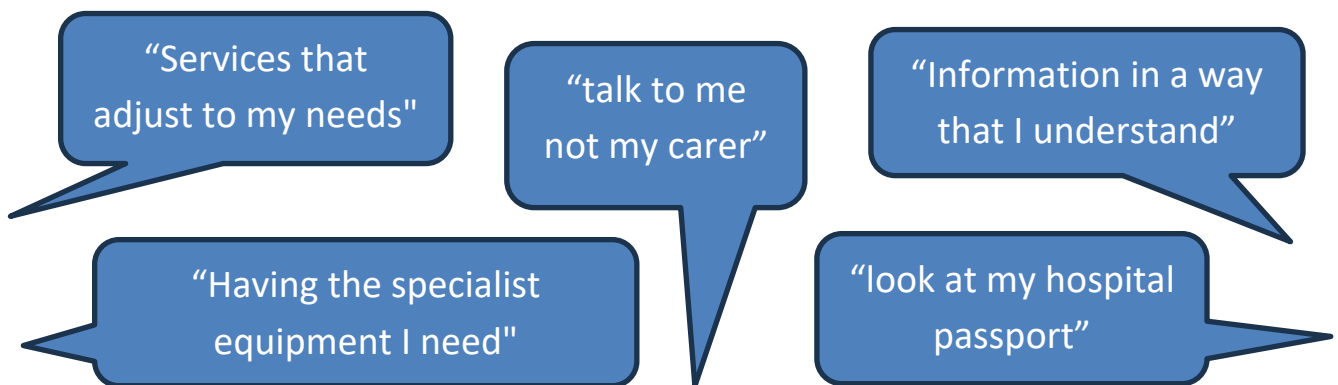 “Services that
adjust to my needs"
“talk to me
not my carer”
“Information in a way
that I understand”
“Having the specialist
equipment I need"
“look at my hospital
passport”